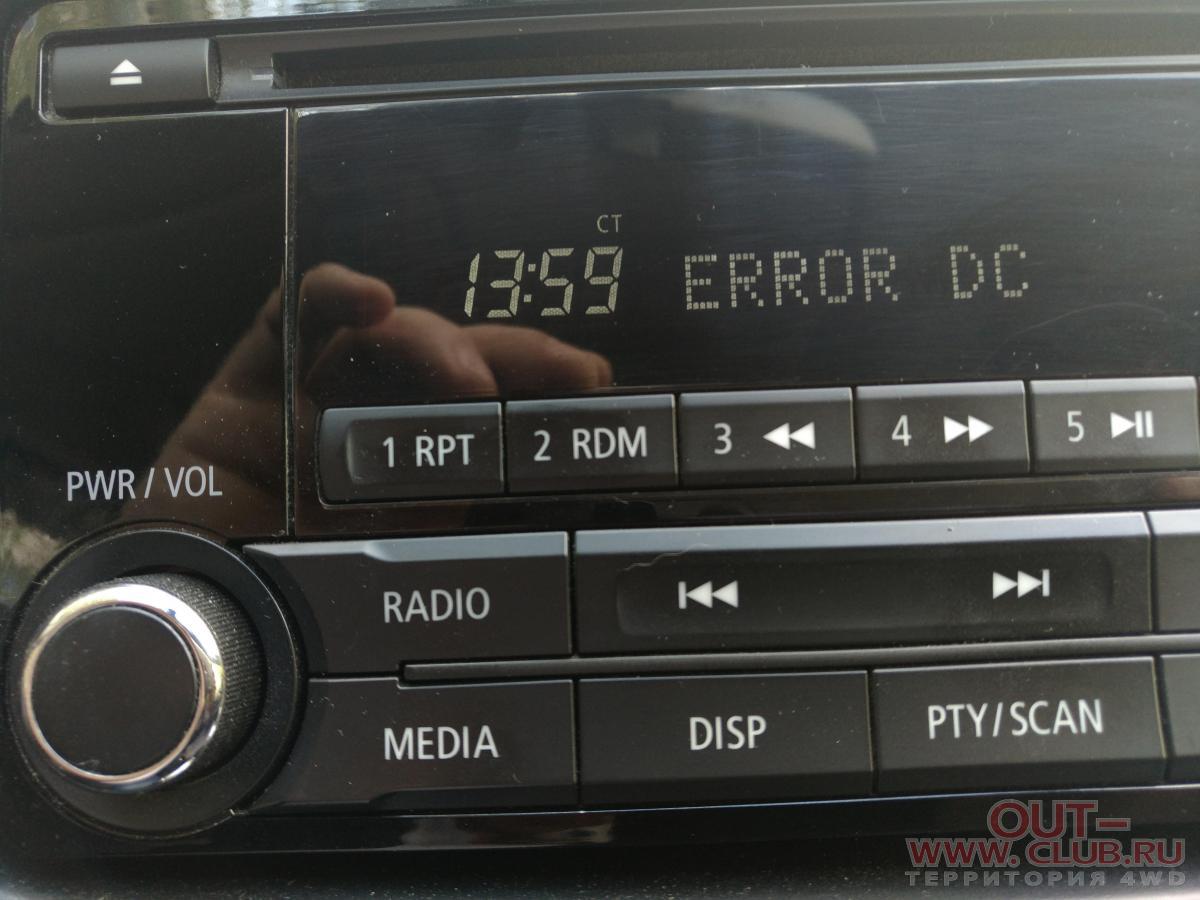 CT
13:59 ERROR DC
1 RPT 2 RDM 3 ◀◀ 4 ▶▶ 5 ▶II
PWR / VOL
RADIO
MEDIA DISP PTY/SCAN
OUT-
WWW.CLUB.RU
ТЕРРИТОРИЯ 4WD